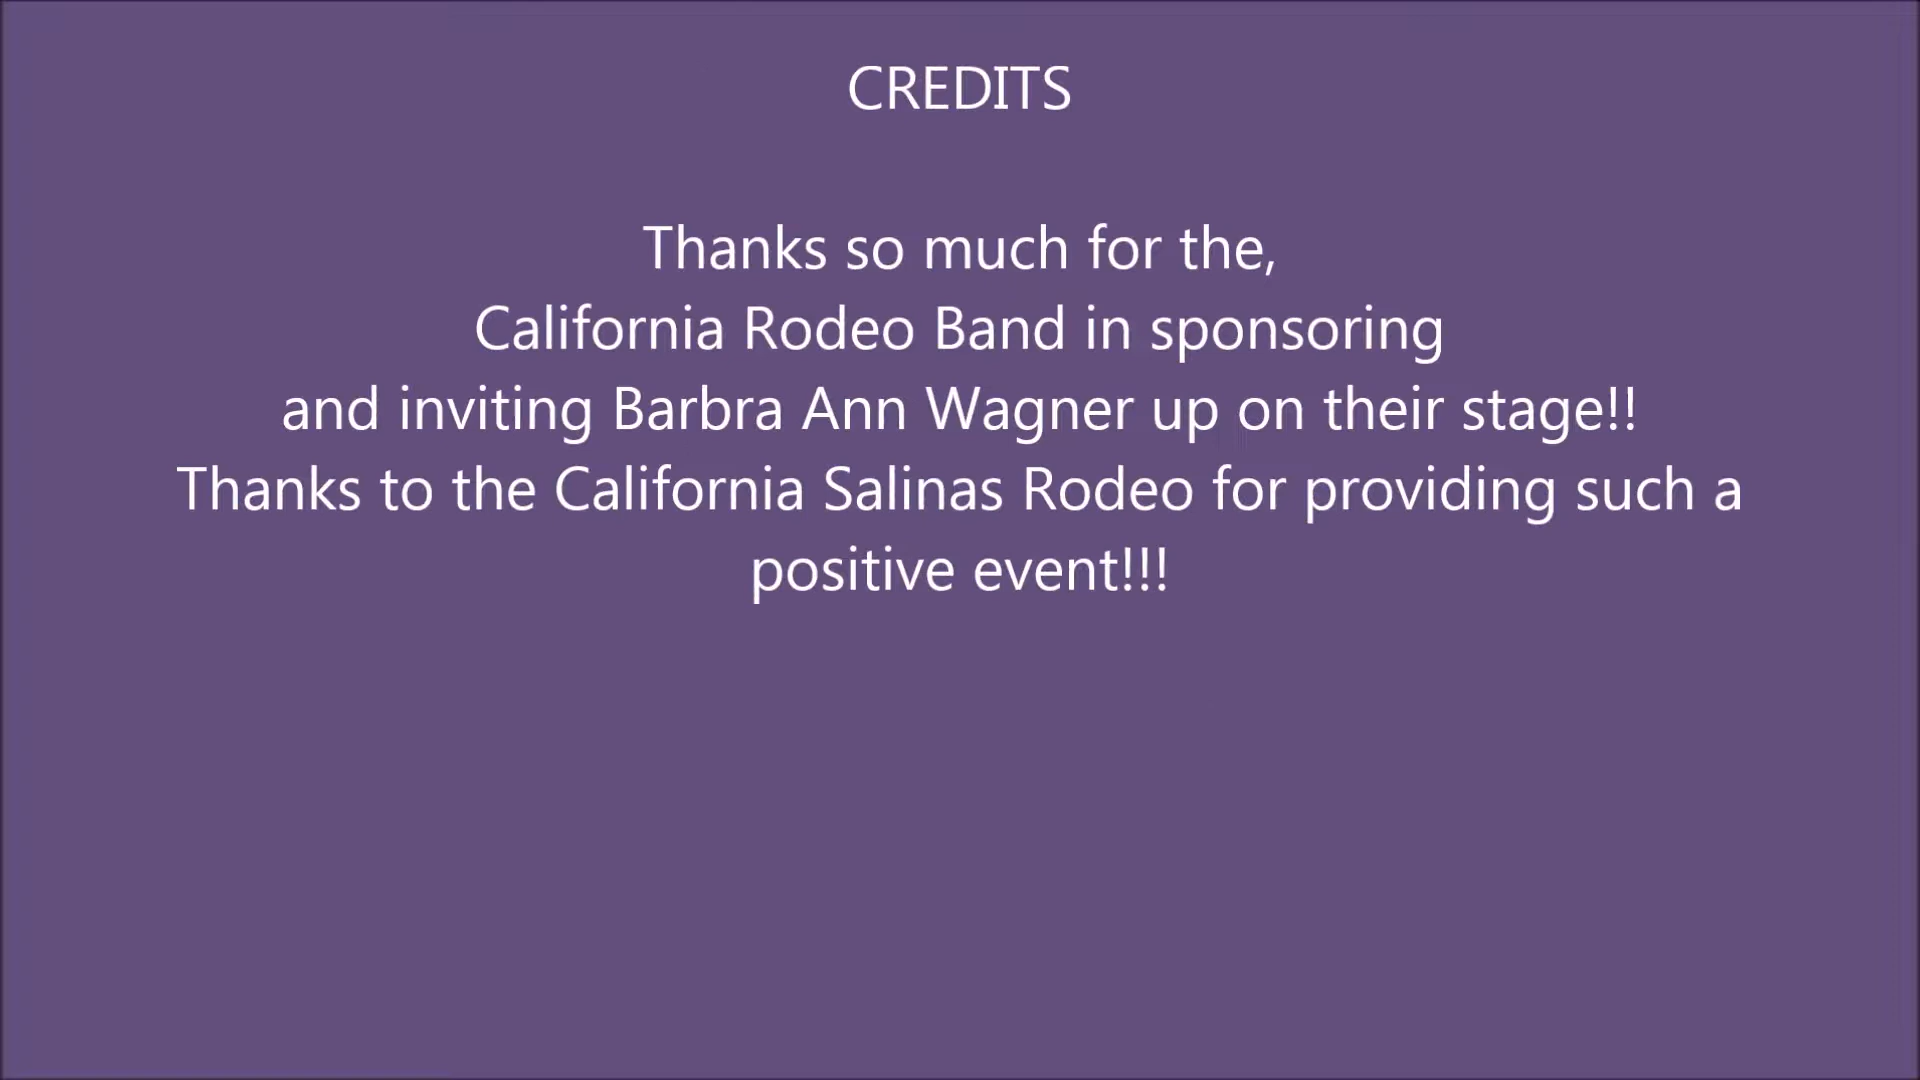 CREDITS
Thanks so much for the,
California Rodeo Band in sponsoring
and inviting Barbra Ann Wagner up on their stage!!
Thanks to the California Salinas Rodeo for providing such a
positive event!!!